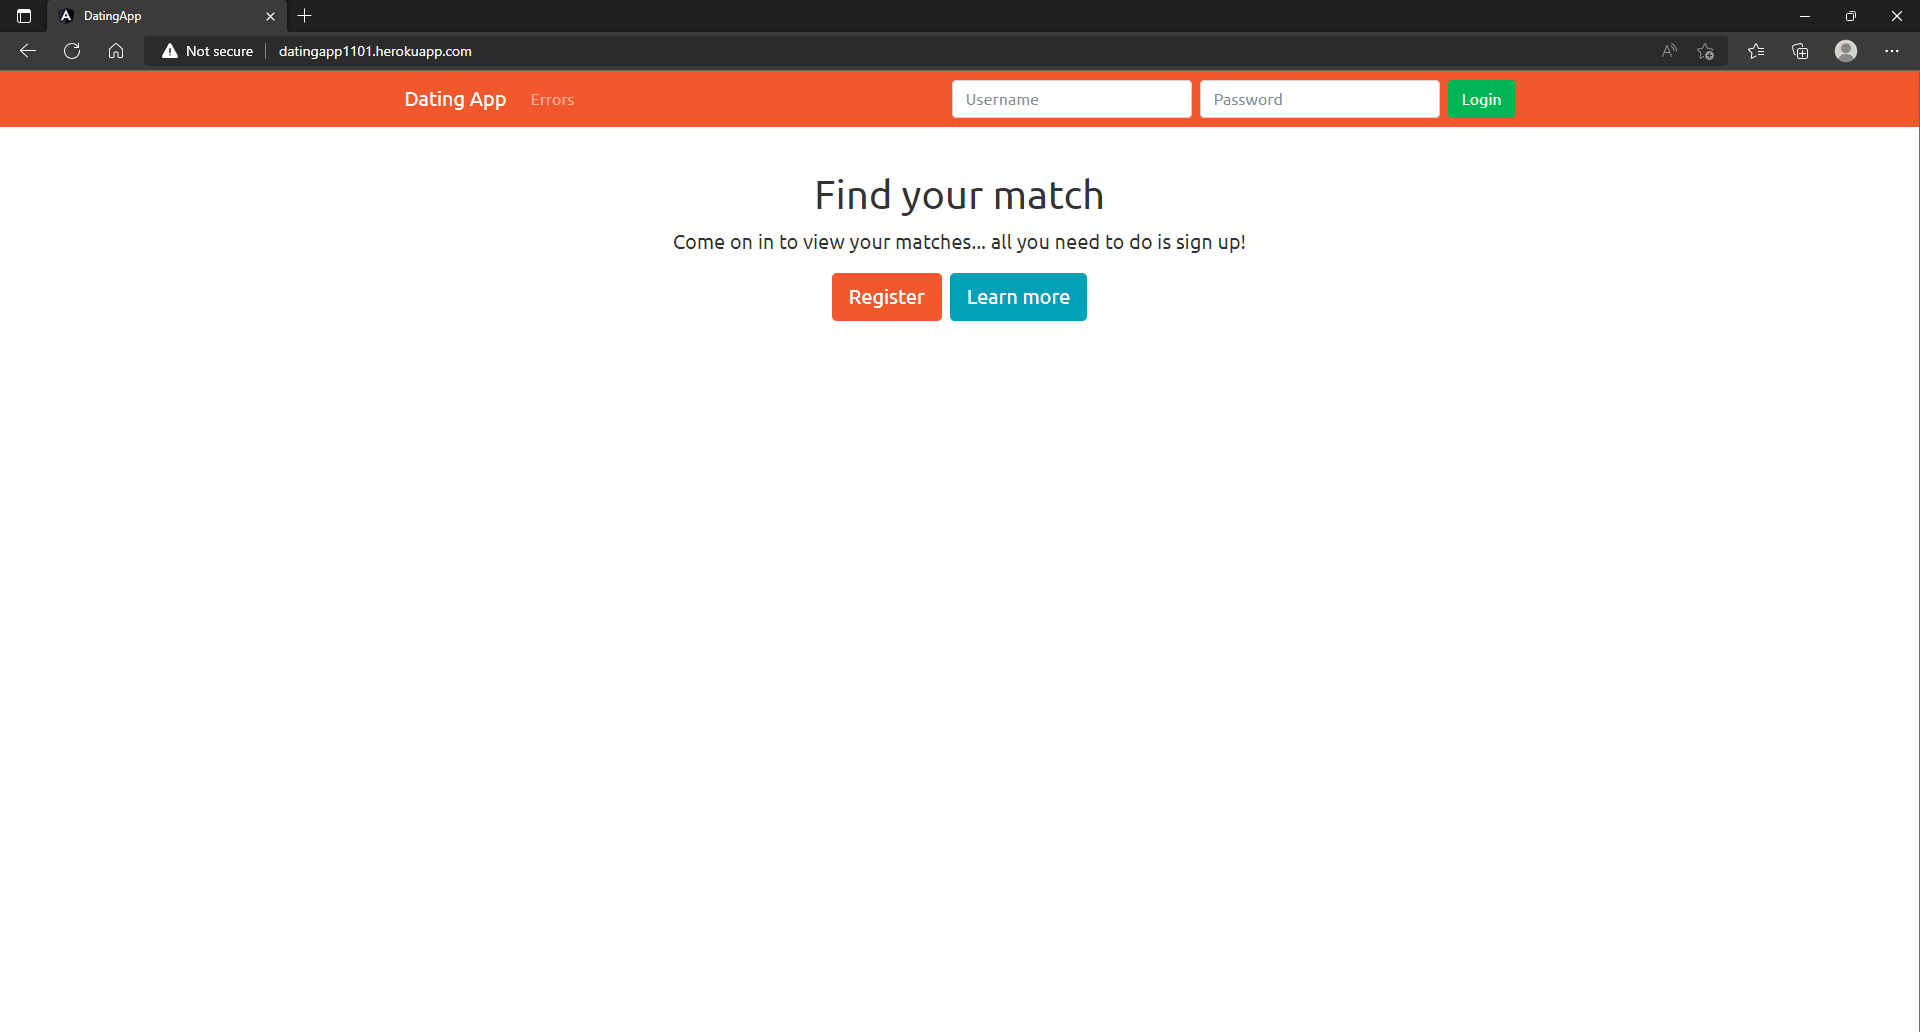 DatingApp
Not secure datingapp1101.herokuapp.com
Dating App Errors Username Password Login
Find your match
Come on in to view your matches... all you need to do is sign up!
Register Learn more